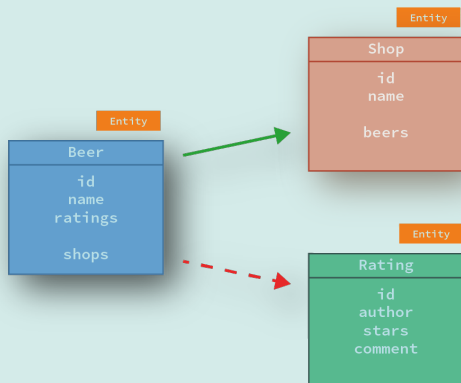 Entity
Shop
id
name
beers
Entity
Beer
id
name
ratings
shops
Entity
Rating
id
author
stars
comment